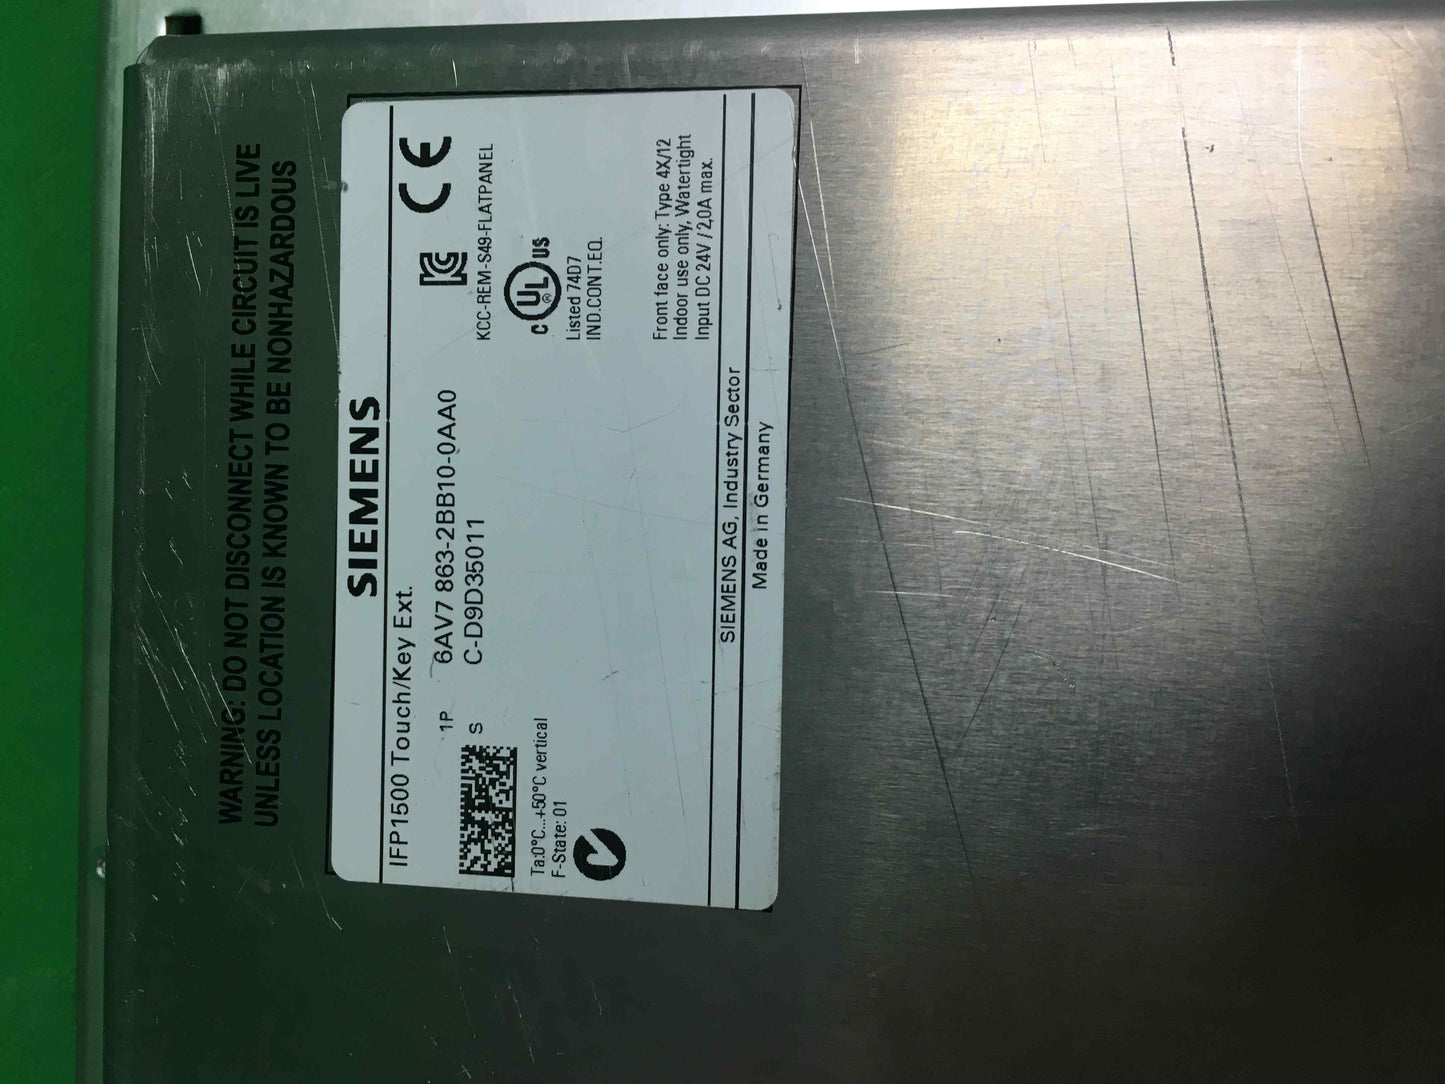 WARNING: DO NOT DISCONNECT WHILE CIRCUIT IS LIVE
UNLESS LOCATION IS KNOWN TO BE NONHAZARDOUS
SIEMENS
IFP1500 Touch/Key Ext.
1P 6AV7 863-2BB10-0AA0
S C-D9D35011
Ta:0°C...+50°C vertical
F-State: 01
CE
KC
KCC-REM-S49-FLATPANEL
C UL US
Listed 74D7
IND.CONT.EQ.
Front face only: Type 4X/12
Indoor use only, Watertight
Input DC 24V / 2,0A max.
SIEMENS AG, Industry Sector
Made in Germany